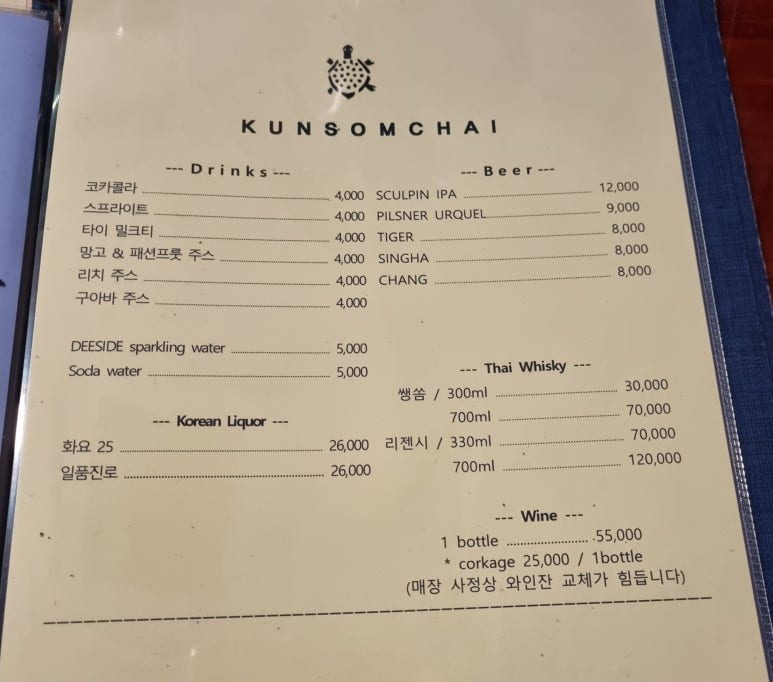 KUNSOMCHAI
--- Drinks ---
코카콜라 4,000
스프라이트 4,000
타이 밀크티 4,000
망고 & 패션프룻 주스 4,000
리치 주스 4,000
구아바 주스 4,000
DEESIDE sparkling water 5,000
Soda water 5,000
--- Korean Liquor ---
화요 25 26,000
일품진로 26,000
--- Beer ---
SCULPIN IPA 12,000
PILSNER URQUEL 9,000
TIGER 8,000
SINGHA 8,000
CHANG 8,000
--- Thai Whisky ---
쌩쏨 / 300ml 30,000
700ml 70,000
리젠시 / 330ml 70,000
700ml 120,000
--- Wine ---
1 bottle 55,000
* corkage 25,000 / 1bottle
(매장 사정상 와인잔 교체가 힘듭니다)